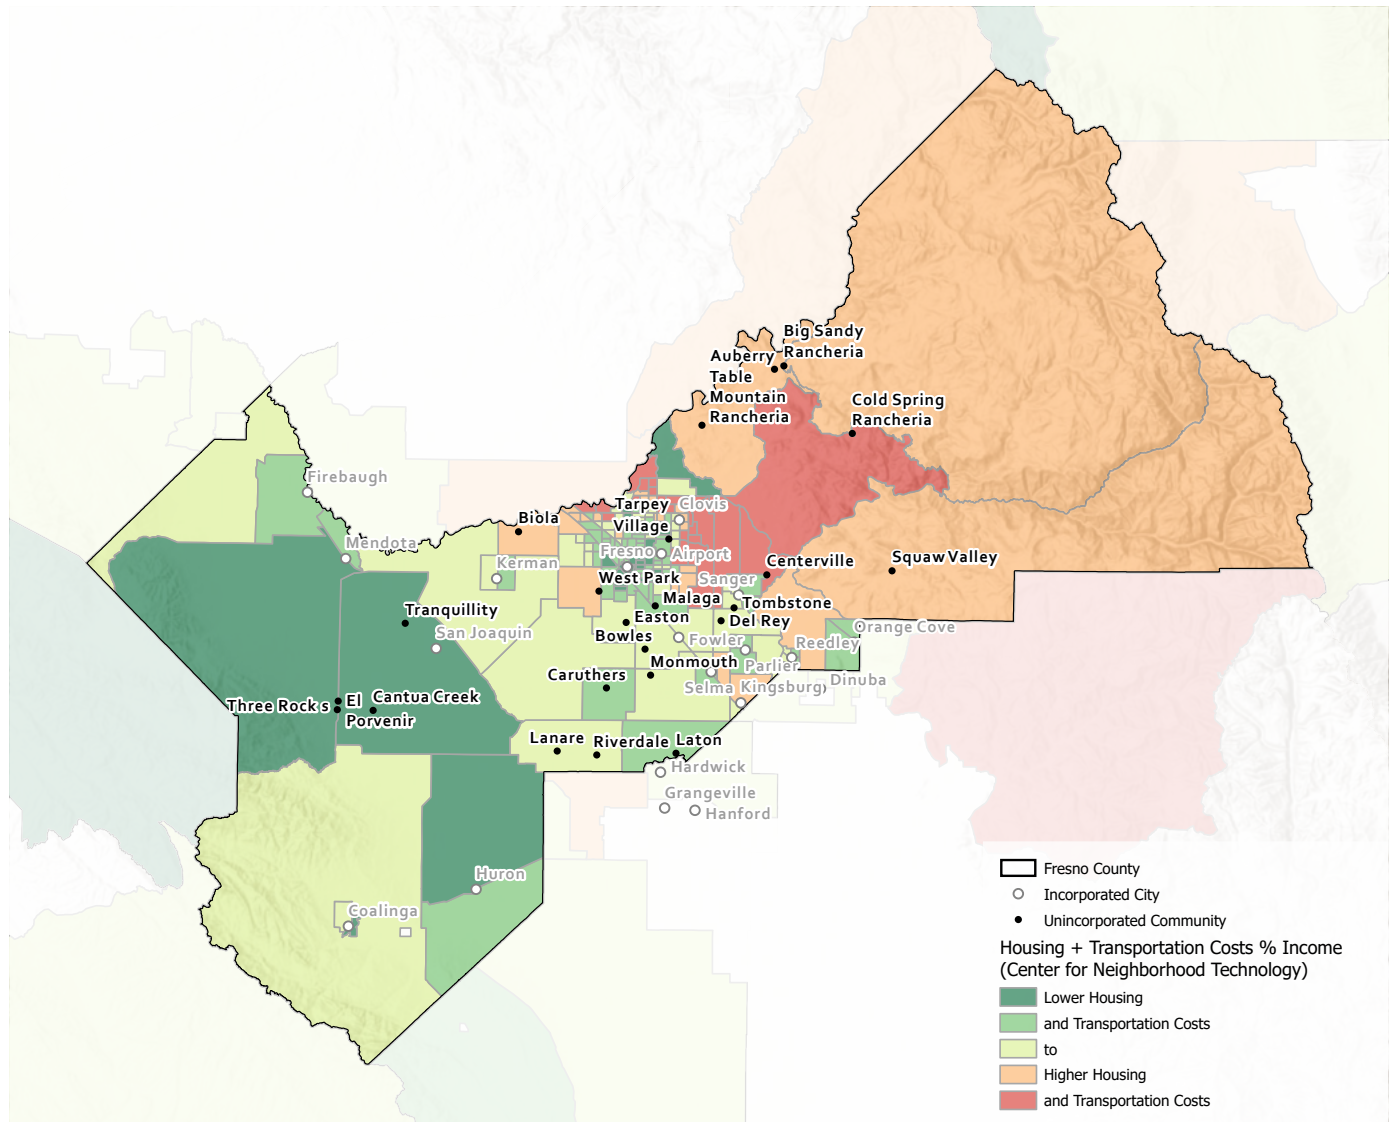 Big Sandy
Rancheria
Auberry
Table
Mountain
Rancheria
Cold Spring
Rancheria
Firebaugh
Tarpey
Village
Clovis
Biola
Mendota
Fresno
Airport
Kerman
Centerville
Squaw Valley
West Park
Sanger
Malaga
Tombstone
Tranquillity
Easton
Del Rey
San Joaquin
Bowles
Fowler
Orange Cove
Reedley
Monmouth
Parlier
Caruthers
Selma
Kingsburg
Dinuba
Three Rock s
El
Porvenir
Cantua Creek
Lanare
Riverdale
Laton
Hardwick
Grangeville
Hanford
Huron
Coalinga
Fresno County
Incorporated City
Unincorporated Community
Housing + Transportation Costs % Income
(Center for Neighborhood Technology)
Lower Housing
and Transportation Costs
to
Higher Housing
and Transportation Costs